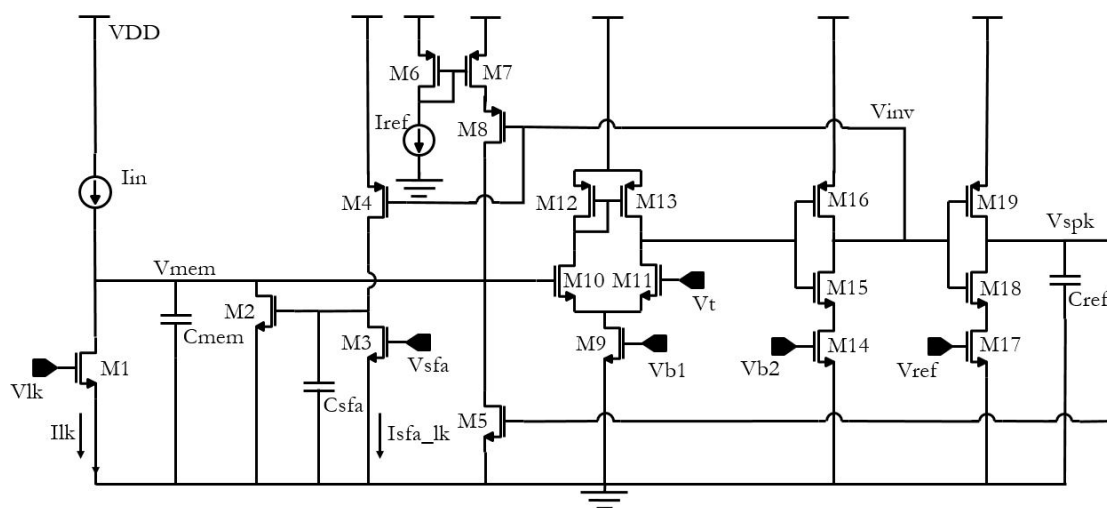 VDD
M6
M7
Iref
M8
Vinv
Iin
M4
M12
M13
M16
M19
Vspk
Vmem
M10
M11
M15
M18
Cref
Vt
M2
Cmem
M3
M9
M14
M17
M1
Vsfa
Vb1
Vb2
Vref
Vlk
Csfa
M5
Ilk
Isfa_lk